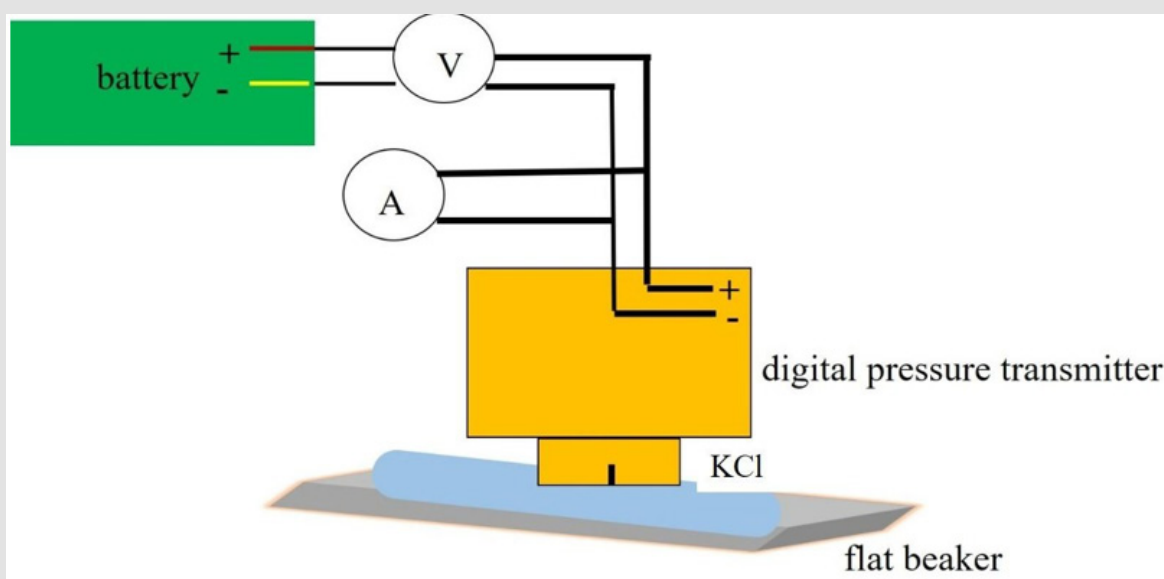 +
battery -
V
A
+
-
digital pressure transmitter
KCl
flat beaker